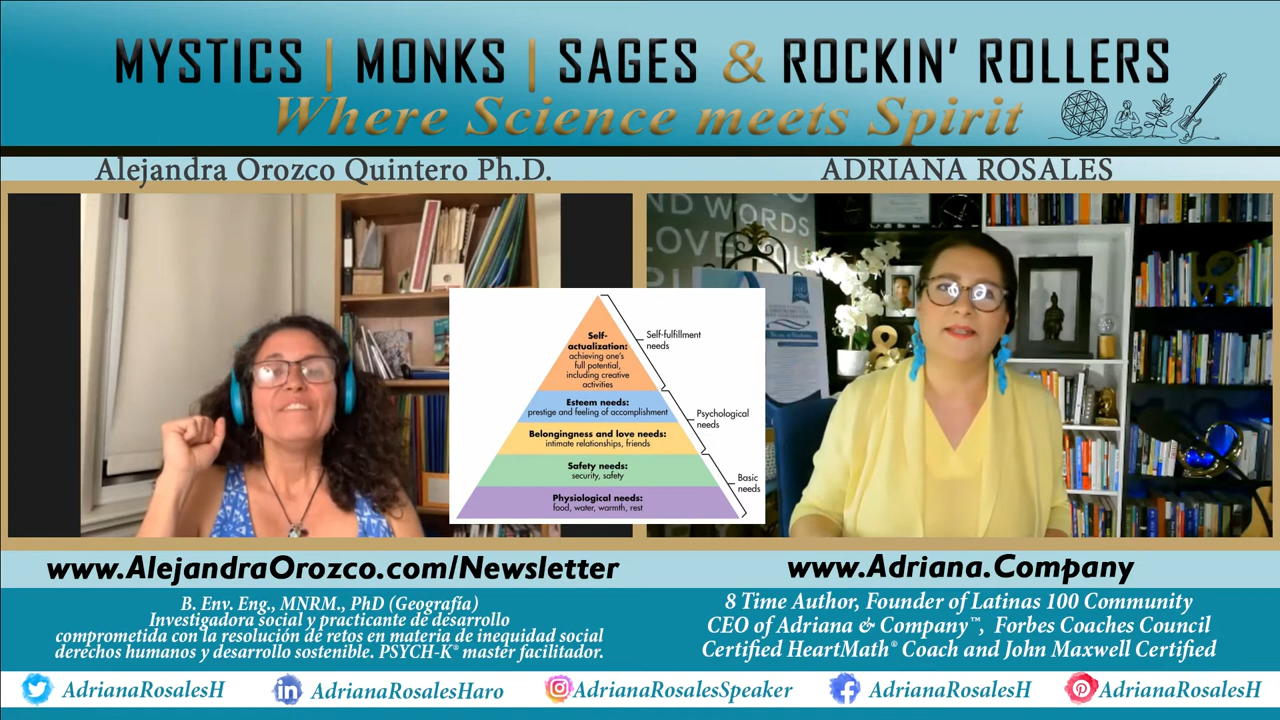 MYSTICS | MONKS | SAGES & ROCKIN' ROLLERS
Where Science meets Spirit
Alejandra Orozco Quintero Ph.D.
ADRIANA ROSALES
ND WORDS
LOVE
Self-
actualization:
achieving one's
full potential,
including creative
activities
Esteem needs:
prestige and feeling of accomplishment
Belongingness and love needs:
intimate relationships, friends
Safety needs:
security, safety
Physiological needs:
food, water, warmth, rest
Self-fulfillment
needs
Psychological
needs
Basic
needs
www.AlejandraOrozco.com/Newsletter
www.Adriana.Company
B. Env. Eng., MNRM., PhD (Geografía)
Investigadora social y practicante de desarrollo
comprometida con la resolución de retos en materia de inequidad social
derechos humanos y desarrollo sostenible. PSYCH-K® master facilitador.
8 Time Author, Founder of Latinas 100 Community
CEO of Adriana & Company™, Forbes Coaches Council
Certified HeartMath® Coach and John Maxwell Certified
AdrianaRosalesH
AdrianaRosalesHaro
AdrianaRosalesSpeaker
AdrianaRosalesH
AdrianaRosalesH